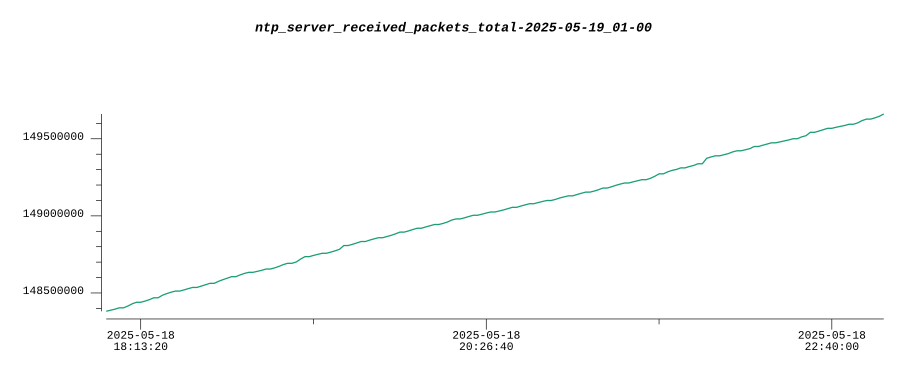 ntp_server_received_packets_total-2025-05-19_01-00
149500000
149000000
148500000
2025-05-18 2025-05-18 2025-05-18
18:13:20 20:26:40 22:40:00